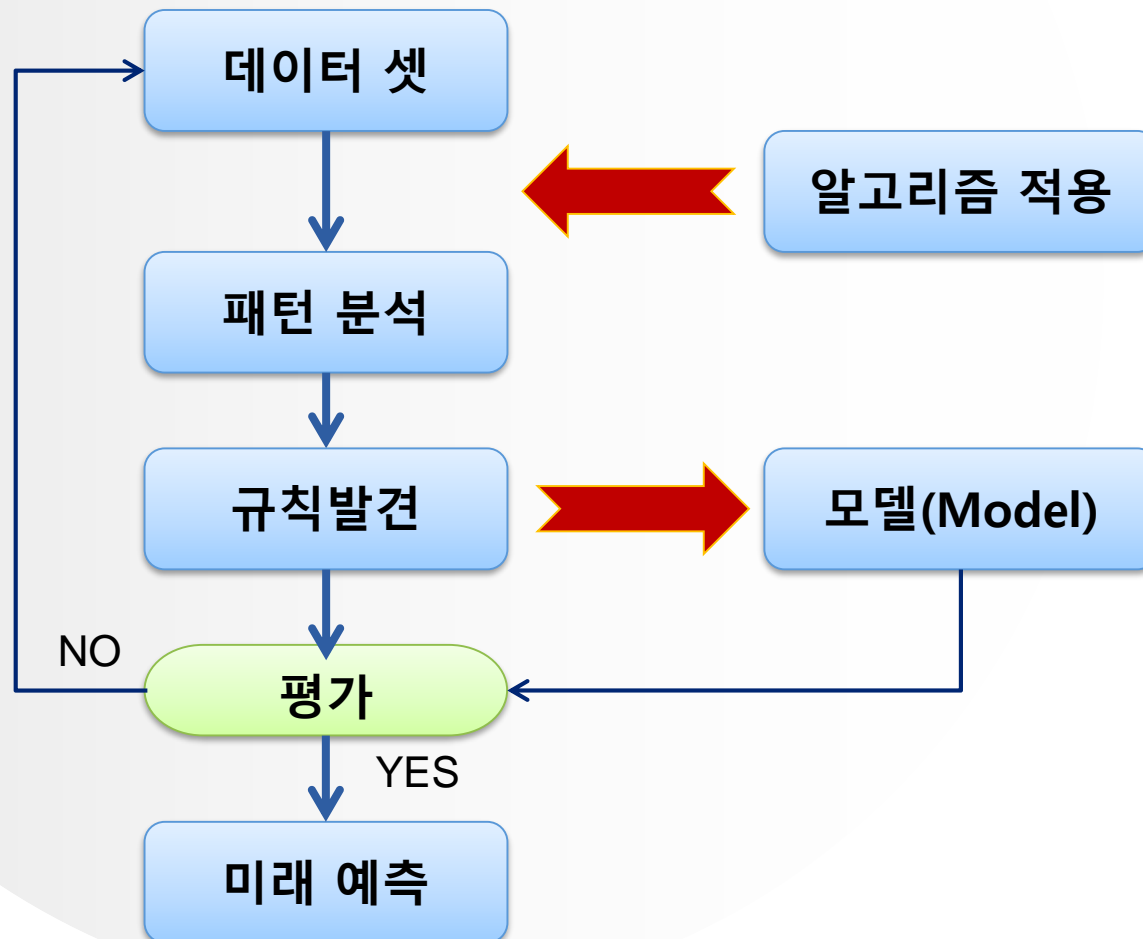 데이터 셋
알고리즘 적용
패턴 분석
규칙발견
모델(Model)
NO
평가
YES
미래 예측